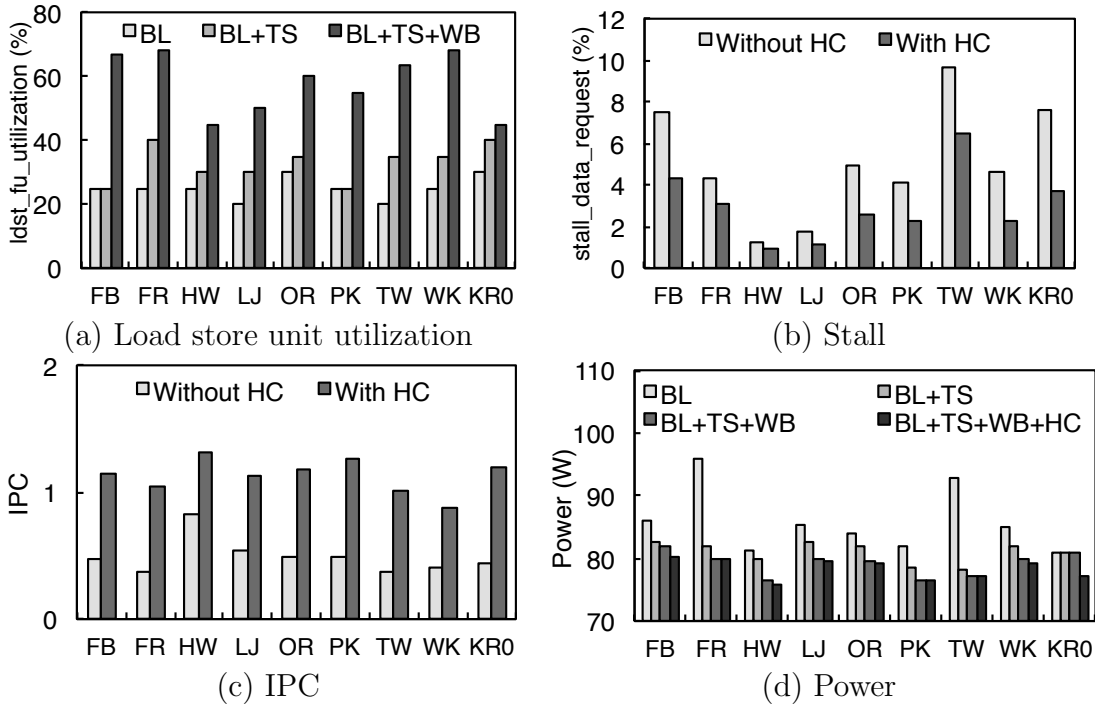 BL BL+TS BL+TS+WB
ldst_fu_utilization (%)
80
60
40
20
0
FB FR HW LJ OR PK TW WK KR0
(a) Load store unit utilization
Without HC With HC
stall_data_request (%)
12
10
8
6
4
2
0
FB FR HW LJ OR PK TW WK KR0
(b) Stall
Without HC With HC
IPC
2
1
0
FB FR HW LJ OR PK TW WK KR0
(c) IPC
BL BL+TS
BL+TS+WB BL+TS+WB+HC
Power (W)
110
100
90
80
70
FB FR HW LJ OR PK TW WK KR0
(d) Power